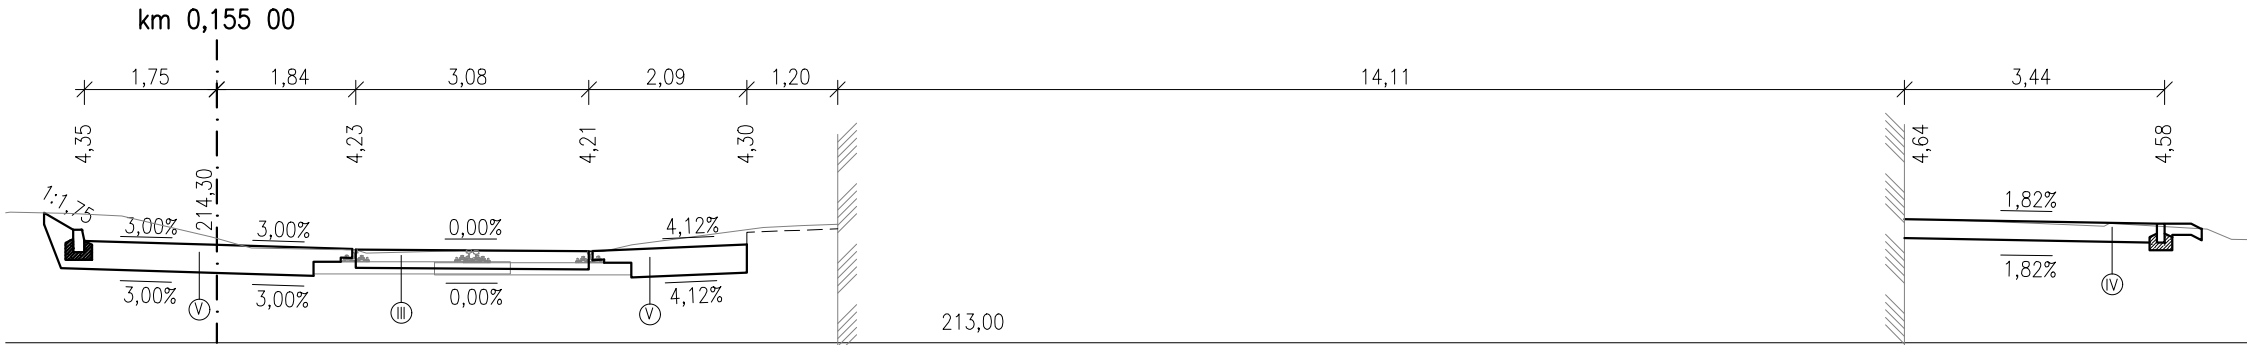 km 0,155 00
1,75 1,84 3,08 2,09 1,20 14,11 3,44
4,35 4,23 4,21 4,30 4,64 4,58
214,30
1:1,75
3,00% 3,00% 0,00% 4,12% 1,82%
3,00% 3,00% 0,00% 4,12% 1,82%
V III V IV
213,00